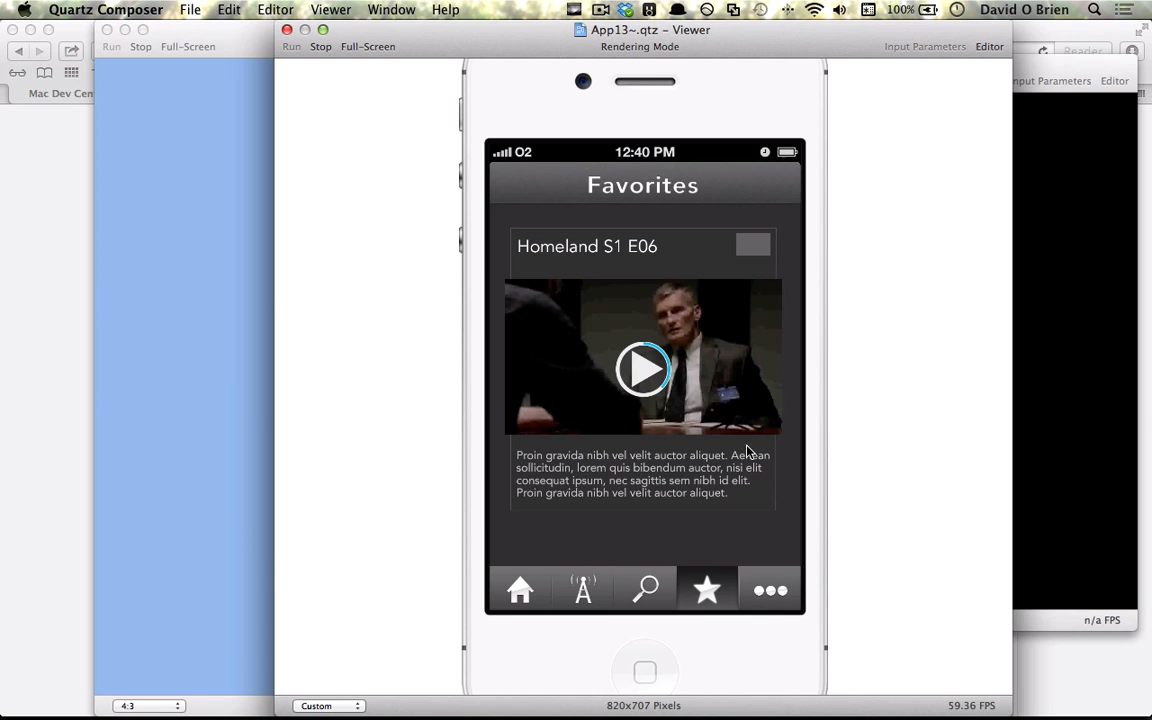 Quartz Composer File Edit Editor Viewer Window Help 100% David O Brien
App13~.qtz – Viewer
Run Stop Full-Screen
Run Stop Full-Screen Rendering Mode Input Parameters Editor
Reader
nput Parameters Editor
Mac Dev Cen
O2 12:40 PM
Favorites
Homeland S1 E06
Proin gravida nibh vel velit auctor aliquet. Aenean
sollicitudin, lorem quis bibendum auctor, nisi elit
consequat ipsum, nec sagittis sem nibh id elit.
Proin gravida nibh vel velit auctor aliquet.
n/a FPS
4:3
Custom 820x707 Pixels 59.36 FPS